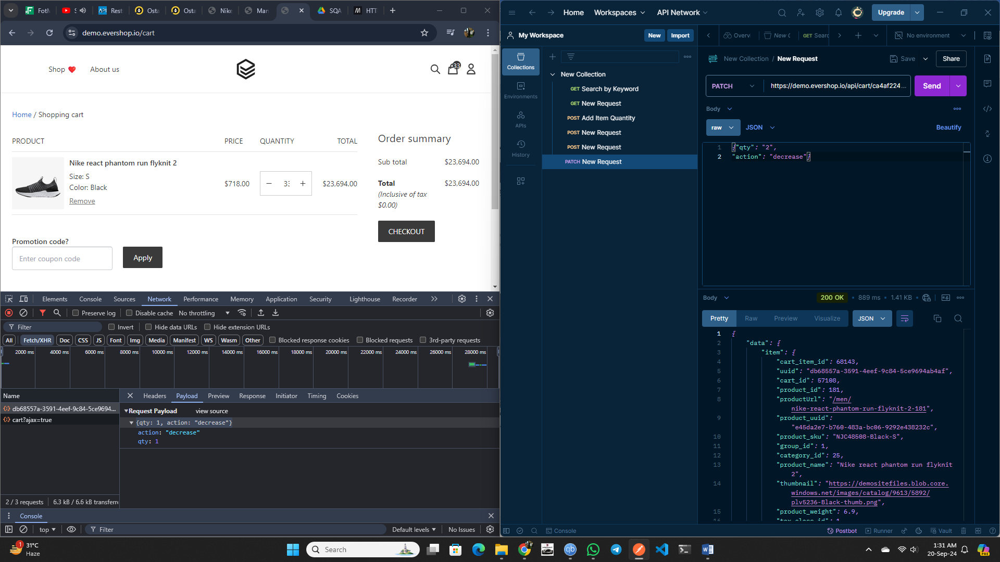 FotM
S
API
Rest
Osta
Osta
Nike
Man
SQA
M HTT
demo.evershop.io/cart
Shop
About us
33
Home / Shopping cart
PRODUCT
PRICE
QUANTITY
TOTAL
Order summary
Nike react phantom run flyknit 2
Size: S
Color: Black
Remove
$718.00
$23,694.00
Sub total
$23,694.00
Total
$23,694.00
(Inclusive of tax
$0.00)
CHECKOUT
Promotion code?
Enter coupon code
Apply
Elements
Console
Sources
Network
Performance
Memory
Application
Security
Lighthouse
Recorder
Preserve log
Disable cache
No throttling
Filter
Invert
Hide data URLs
Hide extension URLs
All
Fetch/XHR
Doc
CSS
JS
Font
Img
Media
Manifest
WS
Wasm
Other
Blocked response cookies
Blocked requests
3rd-party requests
2000 ms
4000 ms
6000 ms
8000 ms
10000 ms
12000 ms
14000 ms
16000 ms
18000 ms
20000 ms
22000 ms
24000 ms
26000 ms
28000 ms
Name
Headers
Payload
Preview
Response
Initiator
Timing
Cookies
db68557a-3591-4eef-9c84-5ce9694...
cart?ajax=true
Request Payload
view source
{qty: 1, action: "decrease"}
action: "decrease"
qty: 1
2 / 3 requests
6.3 kB / 6.6 kB transferre
Console
top
Filter
Default levels
No Issues
Home
Workspaces
API Network
Upgrade
My Workspace
New
Import
Overvi
New C
GET Searc
No environment
Collections
Environments
APIs
History
New Collection
GET Search by Keyword
GET New Request
POST Add Item Quantity
POST New Request
POST New Request
PATCH New Request
HTTP
New Collection / New Request
Save
Share
PATCH
https://demo.evershop.io/api/cart/ca4af224...
Send
Body
raw
JSON
Beautify
1 {"qty": "2",
2 "action": "decrease"}
Body
200 OK
889 ms
1.41 KB
Pretty
Raw
Preview
Visualize
JSON
1 {
2 "data": {
3 "item": {
4 "cart_item_id": 68143,
5 "uuid": "db68557a-3591-4eef-9c84-5ce9694ab4af",
6 "cart_id": 57108,
7 "product_id": 181,
8 "productUrl": "/men/
nike-react-phantom-run-flyknit-2-181",
9 "product_uuid":
"e45da2e7-b760-483a-bc06-9292e438232c",
10 "product_sku": "NJC48508-Black-S",
11 "group_id": 1,
12 "category_id": 25,
13 "product_name": "Nike react phantom run flyknit
2",
14 "thumbnail": "https://demositefiles.blob.core.
windows.net/images/catalog/9613/5892/
plv5236-Black-thumb.png",
15 "product_weight": 6.9,
16 "tax_class_id": 1
Console
Postbot
Runner
Vault
1
31°C
Haze
Search
qb
1:31 AM
20-Sep-24
PRE